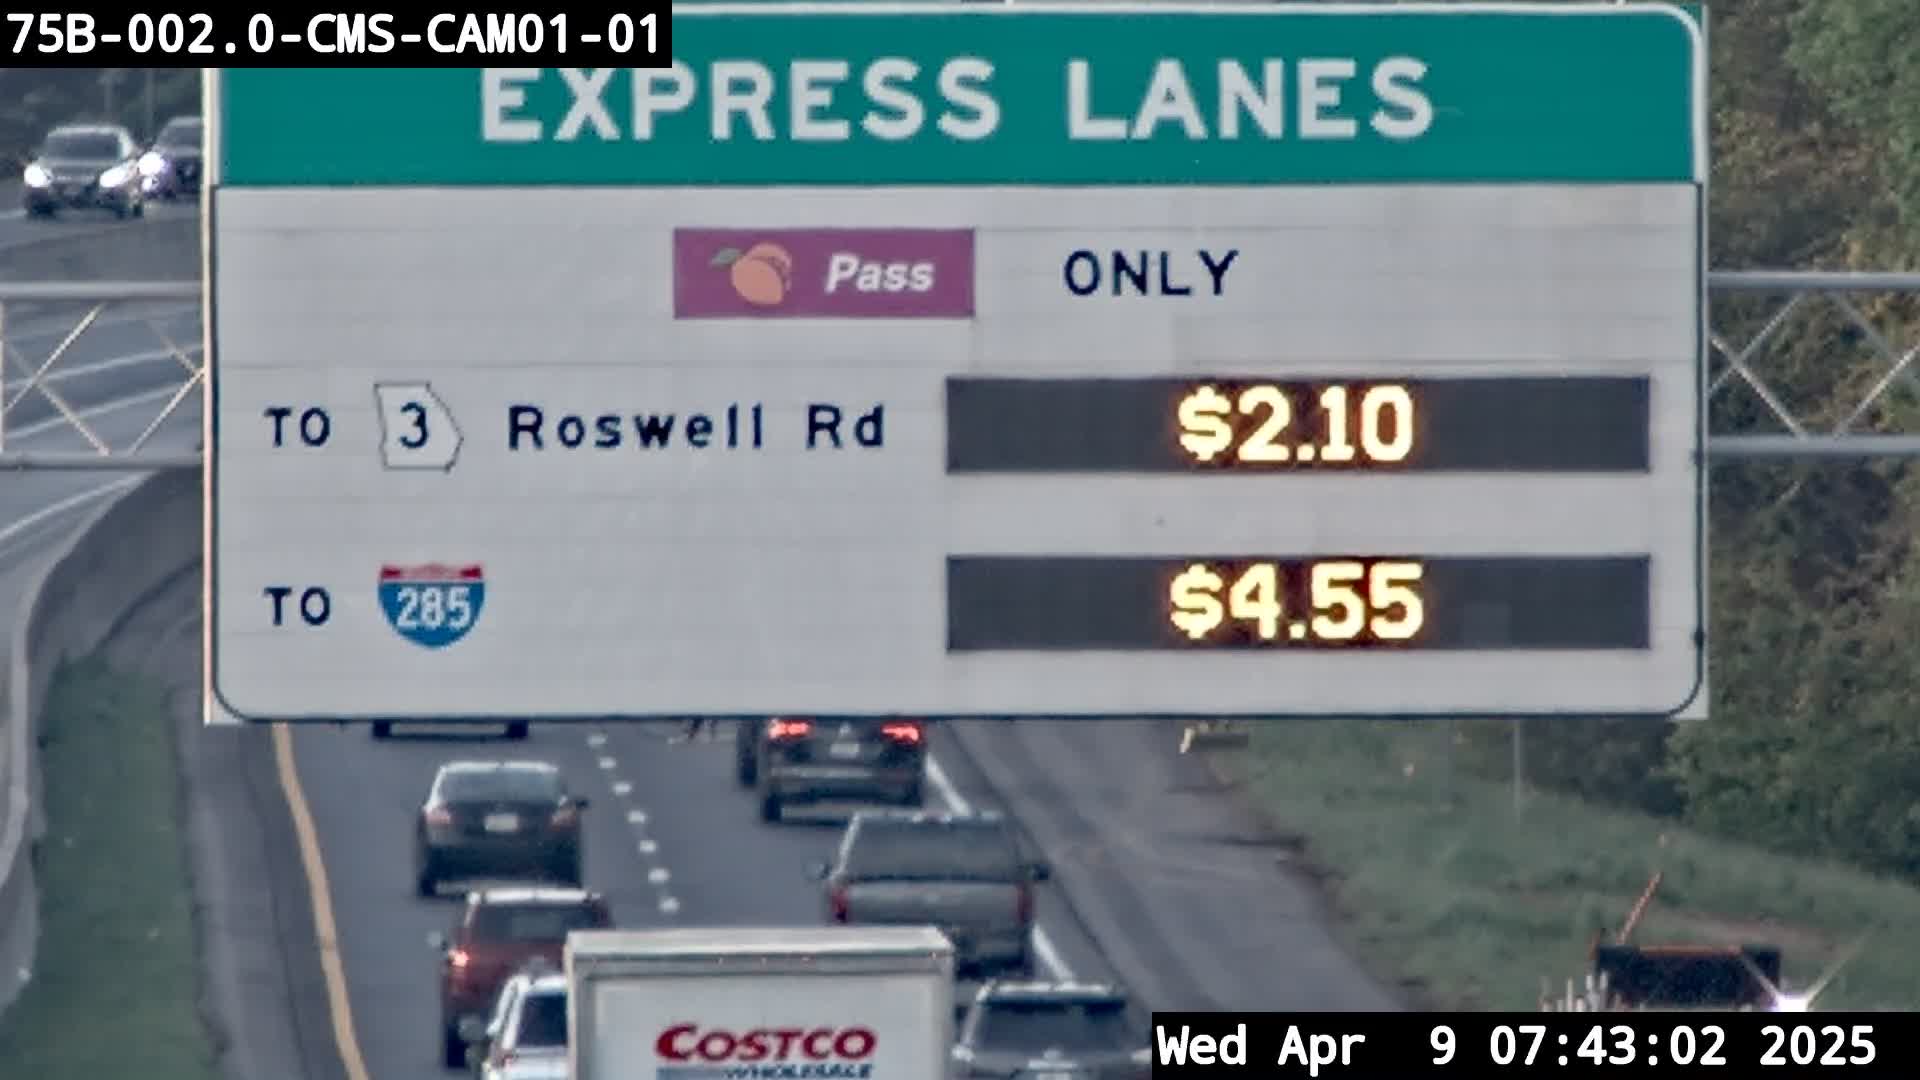 75B-002.0-CMS-CAM01-01
EXPRESS LANES
Pass ONLY
TO 3 Roswell Rd $2.10
TO 285 $4.55
COSTCO
WHOLESALE
Wed Apr 9 07:43:02 2025